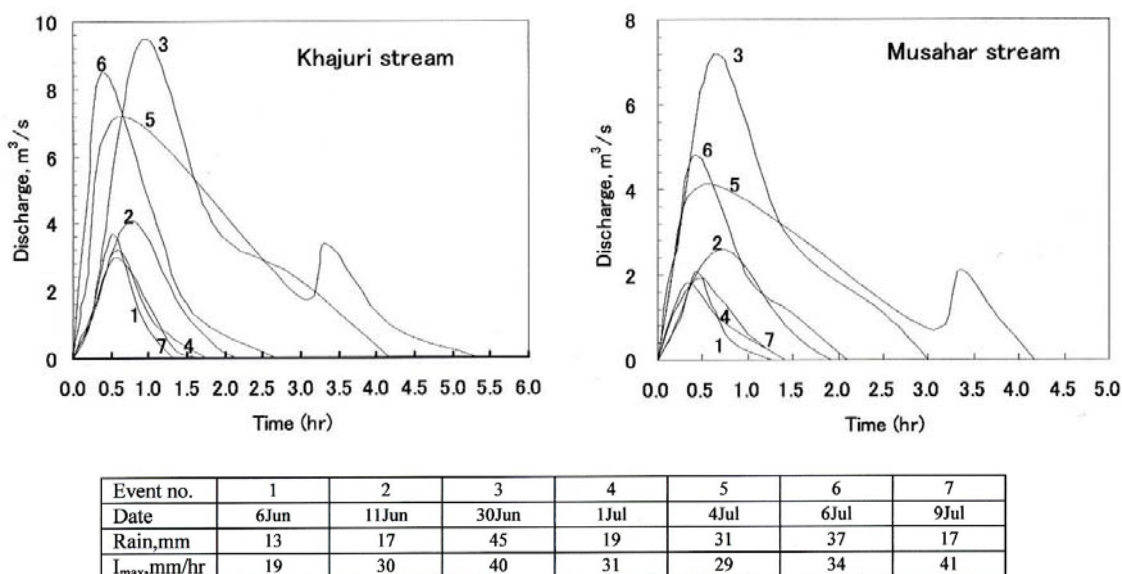 Khajuri stream
Discharge, m³/s
10
8
6
4
2
0
6
3
5
2
1
7
4
0.0 0.5 1.0 1.5 2.0 2.5 3.0 3.5 4.0 4.5 5.0 5.5 6.0
Time (hr)
Musahar stream
Discharge, m³/s
8
6
4
2
0
3
6
5
2
4
7
1
0.0 0.5 1.0 1.5 2.0 2.5 3.0 3.5 4.0 4.5 5.0
Time (hr)
Event no. 1 2 3 4 5 6 7
Date 6Jun 11Jun 30Jun 1Jul 4Jul 6Jul 9Jul
Rain,mm 13 17 45 19 31 37 17
Imax,mm/hr 19 30 40 31 29 34 41